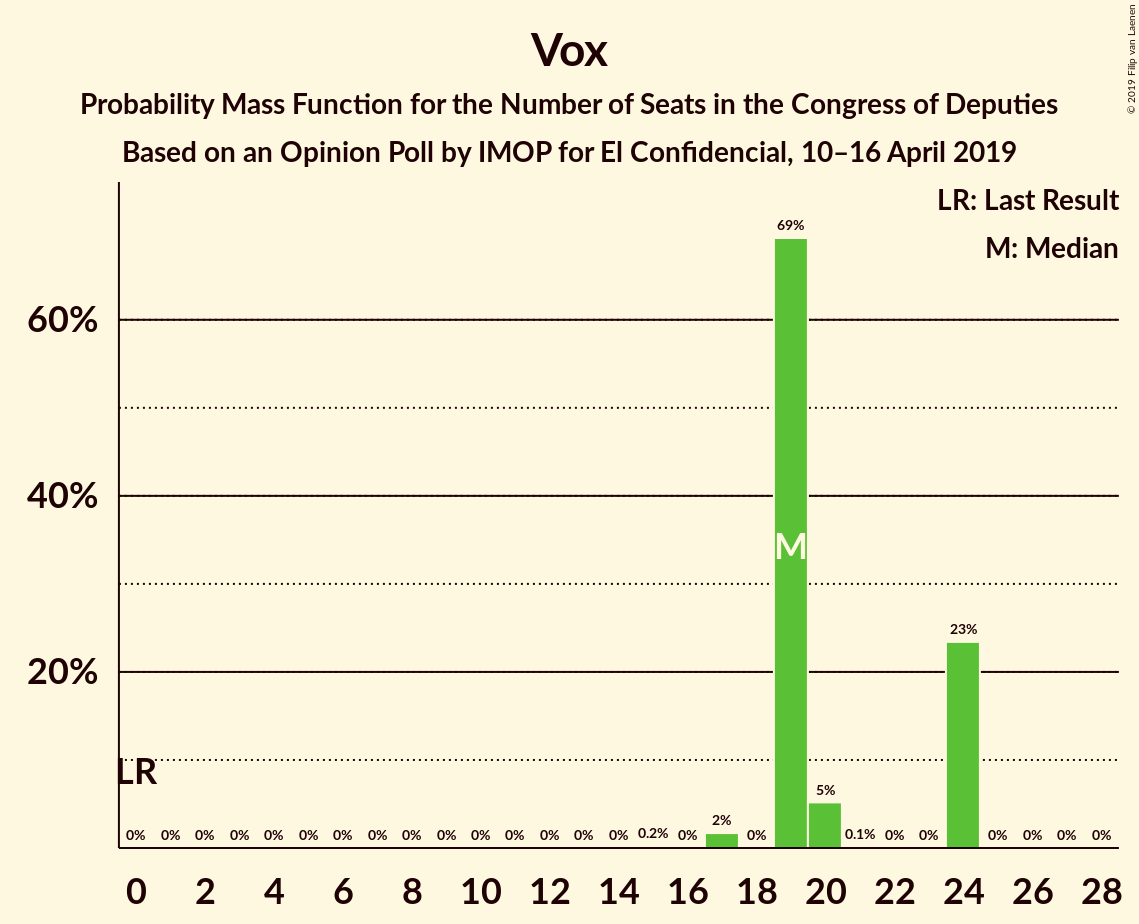 Vox
Probability Mass Function for the Number of Seats in the Congress of Deputies
Based on an Opinion Poll by IMOP for El Confidencial, 10–16 April 2019
© 2019 Filip van Laenen
LR: Last Result
M: Median
60%
40%
20%
LR
M
0% 0% 0% 0% 0% 0% 0% 0% 0% 0% 0% 0% 0% 0% 0% 0.2% 0% 2% 0% 69% 5% 0.1% 0% 0% 23% 0% 0% 0% 0%
0 2 4 6 8 10 12 14 16 18 20 22 24 26 28